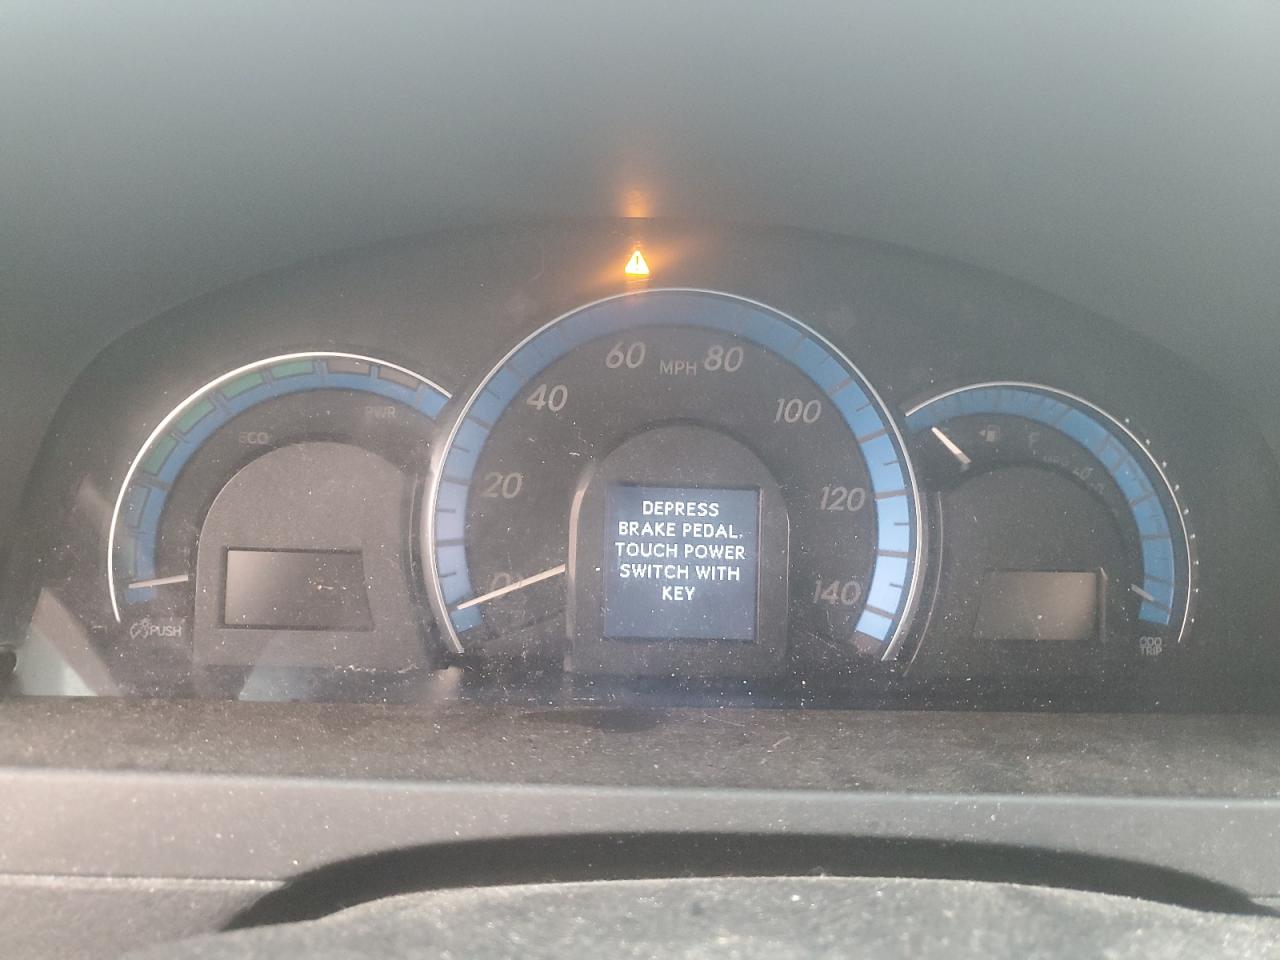 60 MPH 80
40
100
PWR
ECO
F
20
120
DEPRESS
BRAKE PEDAL.
TOUCH POWER
SWITCH WITH
KEY
0
140
PUSH
ODO
TRIP